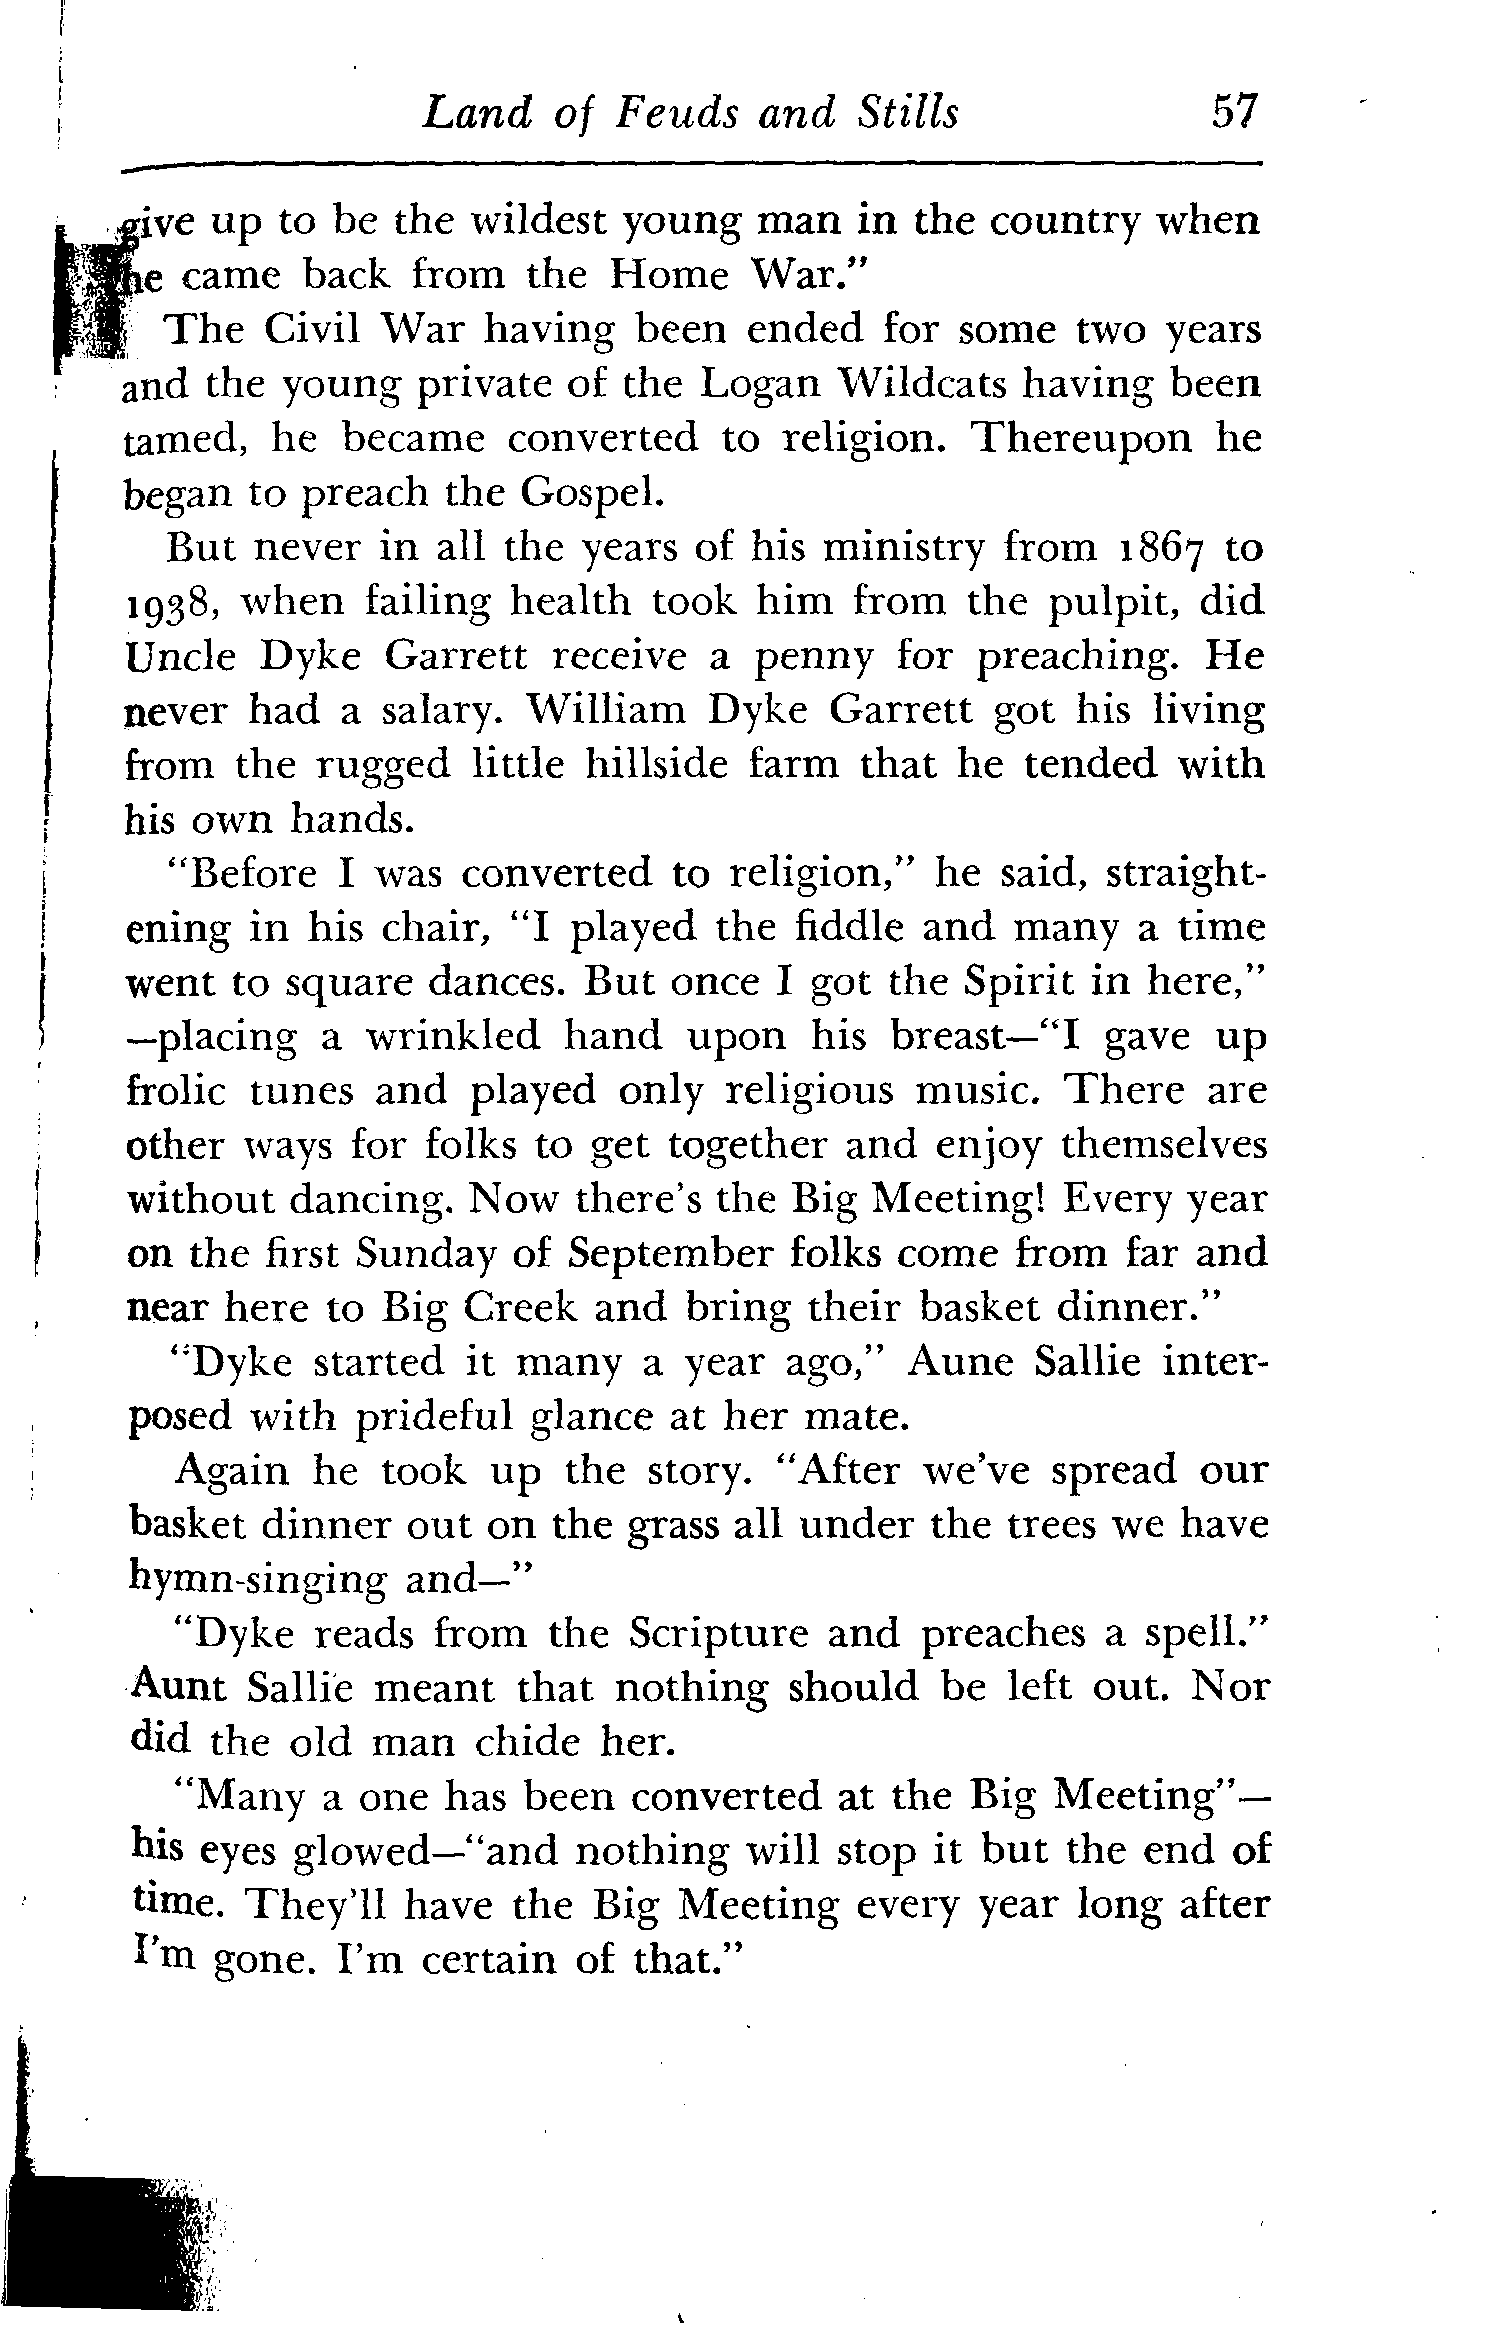 Land of Feuds and Stills 57
give up to be the wildest young man in the country when
he came back from the Home War."
The Civil War having been ended for some two years
and the young private of the Logan Wildcats having been
tamed, he became converted to religion. Thereupon he
began to preach the Gospel.
But never in all the years of his ministry from 1867 to
1938, when failing health took him from the pulpit, did
Uncle Dyke Garrett receive a penny for preaching. He
never had a salary. William Dyke Garrett got his living
from the rugged little hillside farm that he tended with
his own hands.
"Before I was converted to religion," he said, straight-
ening in his chair, "I played the fiddle and many a time
went to square dances. But once I got the Spirit in here,"
—placing a wrinkled hand upon his breast—"I gave up
frolic tunes and played only religious music. There are
other ways for folks to get together and enjoy themselves
without dancing. Now there's the Big Meeting! Every year
on the first Sunday of September folks come from far and
near here to Big Creek and bring their basket dinner."
"Dyke started it many a year ago," Aune Sallie inter-
posed with prideful glance at her mate.
Again he took up the story. "After we've spread our
basket dinner out on the grass all under the trees we have
hymn-singing and—"
"Dyke reads from the Scripture and preaches a spell."
Aunt Sallie meant that nothing should be left out. Nor
did the old man chide her.
"Many a one has been converted at the Big Meeting"—
his eyes glowed—"and nothing will stop it but the end of
time. They'll have the Big Meeting every year long after
I'm gone. I'm certain of that."